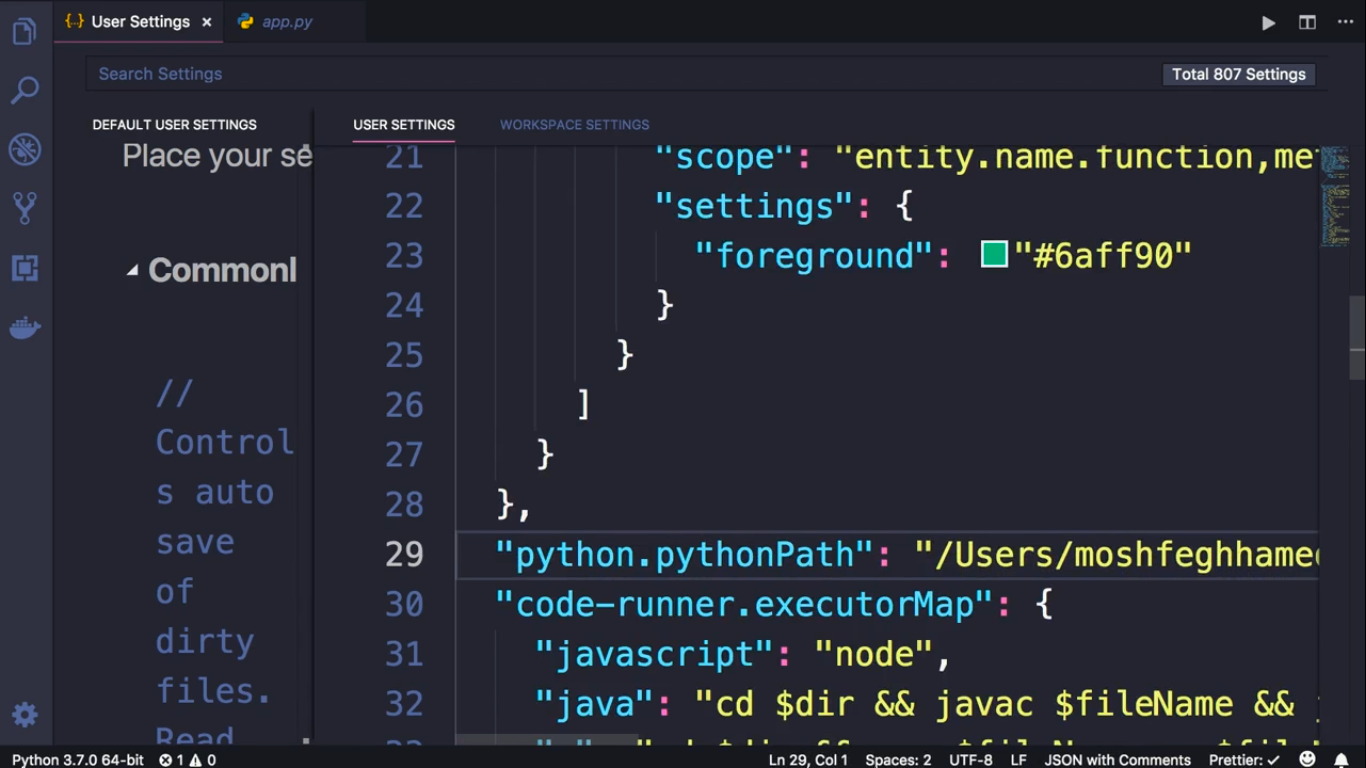 User Settings ×
app.py
Search Settings
Total 807 Settings
DEFAULT USER SETTINGS
USER SETTINGS
WORKSPACE SETTINGS
Place your se
Commonl
//
Control
s auto
save
of
dirty
files.
Read
21 "scope": "entity.name.function,me
22 "settings": {
23 "foreground": "#6aff90"
24 }
25 }
26 ]
27 }
28 },
29 "python.pythonPath": "/Users/moshfeghhame
30 "code-runner.executorMap": {
31 "javascript": "node",
32 "java": "cd $dir && javac $fileName &&
33
Python 3.7.0 64-bit 1 0
Ln 29, Col 1 Spaces: 2 UTF-8 LF JSON with Comments Prettier: ✓